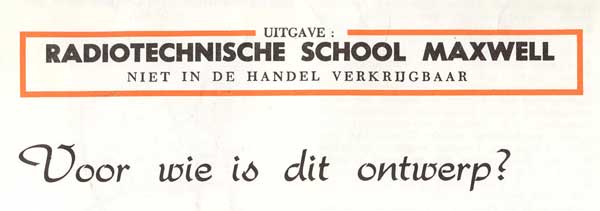 UITGAVE :
RADIOTECHNISCHE SCHOOL MAXWELL
NIET IN DE HANDEL VERKRIJGBAAR
Voor wie is dit ontwerp?